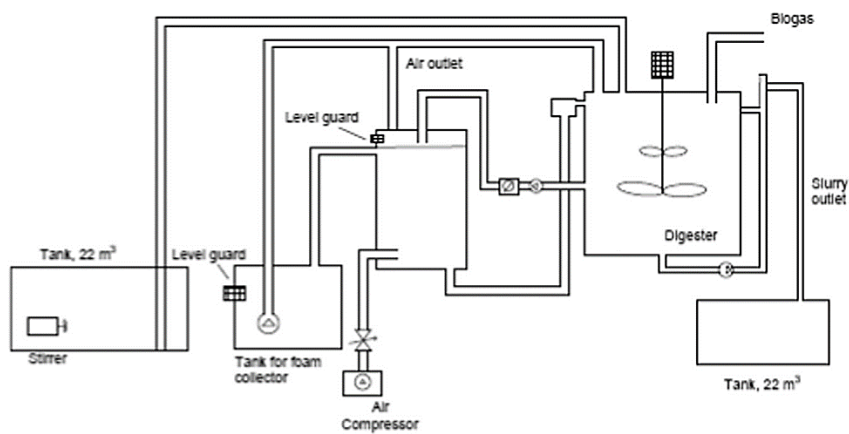 Biogas
Air outlet
Level guard
Slurry
outlet
Digester
Tank, 22 m³
Level guard
Stirrer
Tank for foam
collector
Air
Compressor
Tank, 22 m³